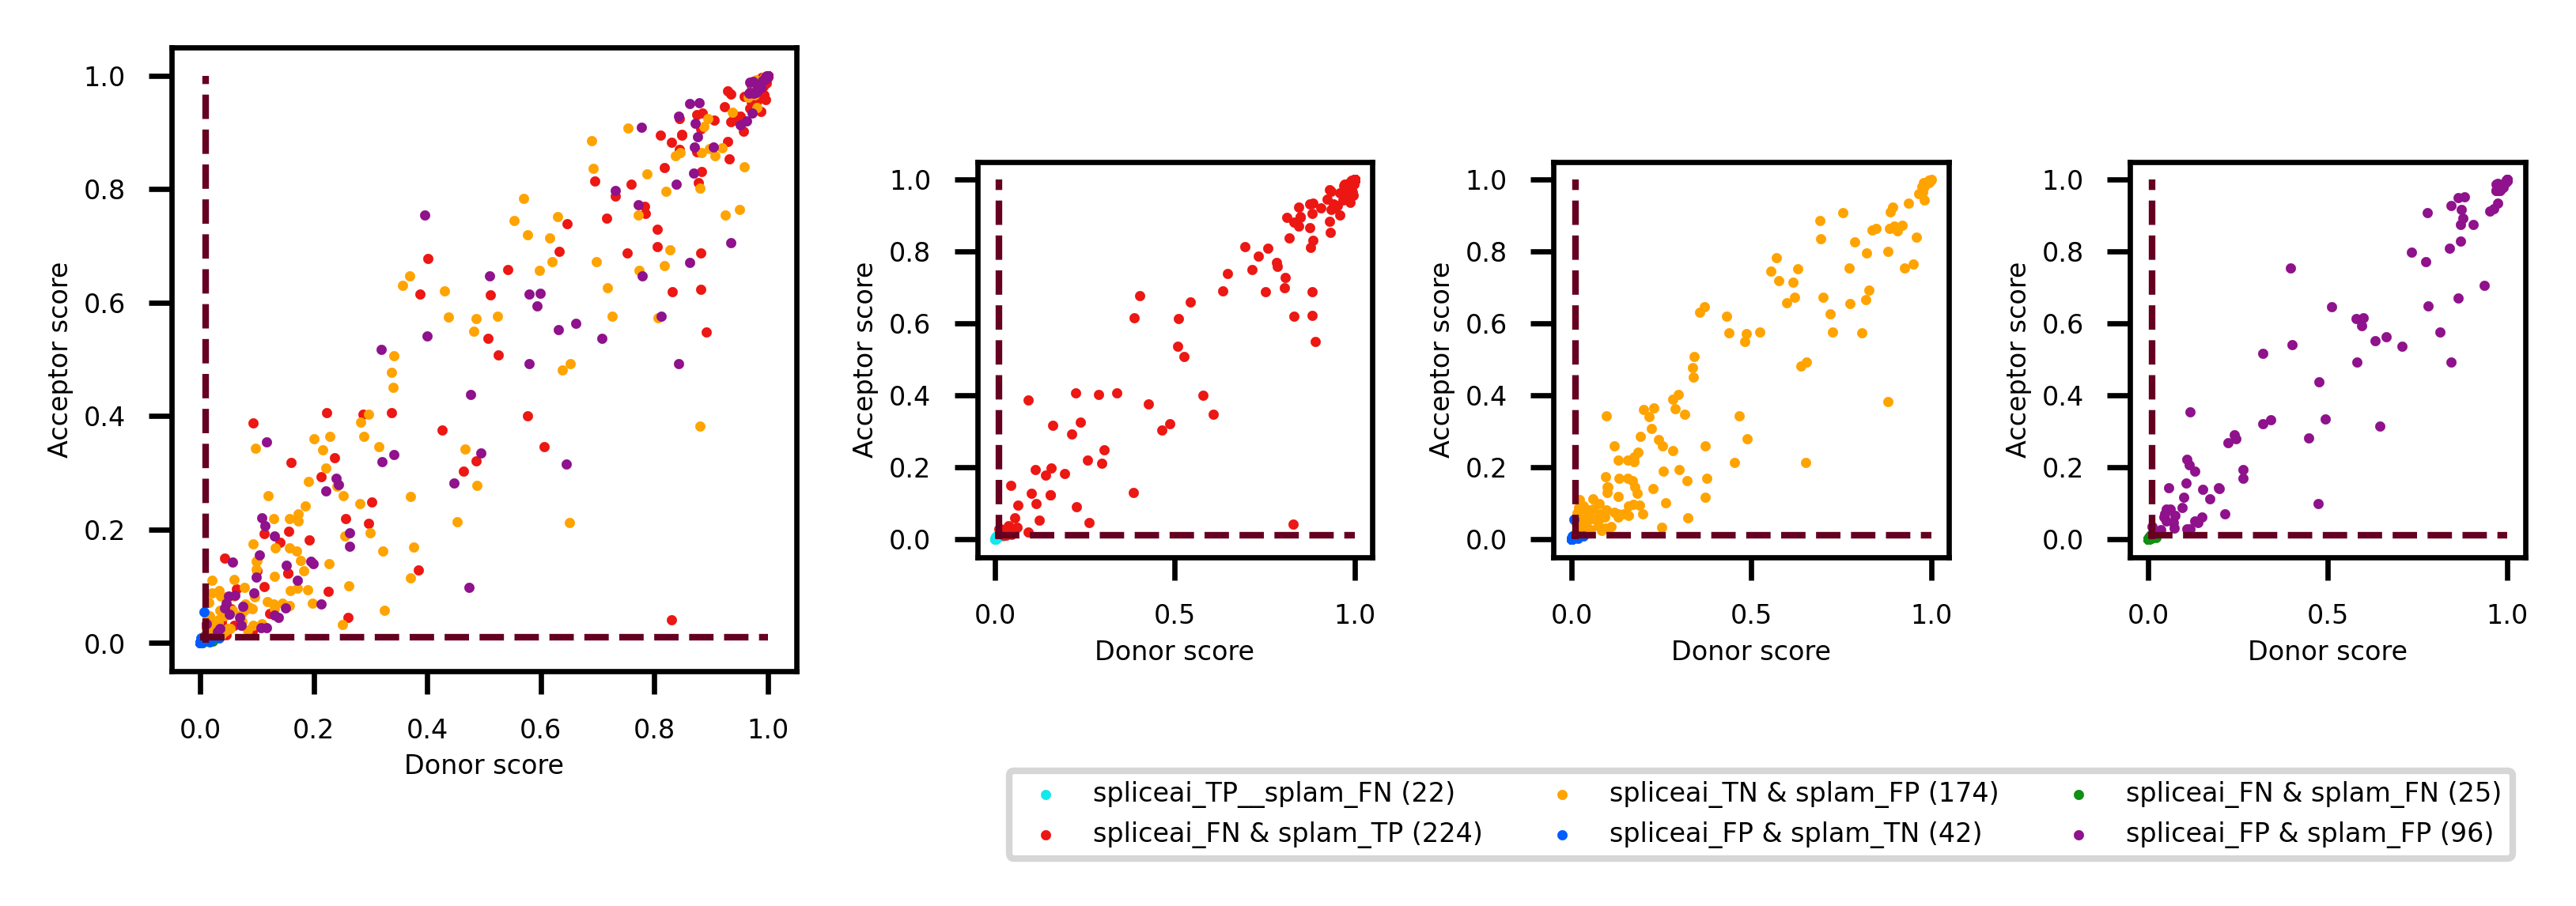 1.0
0.8
0.6
0.4
0.2
0.0
Acceptor score
0.0 0.2 0.4 0.6 0.8 1.0
Donor score
1.0
0.8
0.6
0.4
0.2
0.0
Acceptor score
0.0 0.5 1.0
Donor score
1.0
0.8
0.6
0.4
0.2
0.0
Acceptor score
0.0 0.5 1.0
Donor score
1.0
0.8
0.6
0.4
0.2
0.0
Acceptor score
0.0 0.5 1.0
Donor score
spliceai_TP__splam_FN (22) spliceai_TN & splam_FP (174) spliceai_FN & splam_FN (25)
spliceai_FN & splam_TP (224) spliceai_FP & splam_TN (42) spliceai_FP & splam_FP (96)